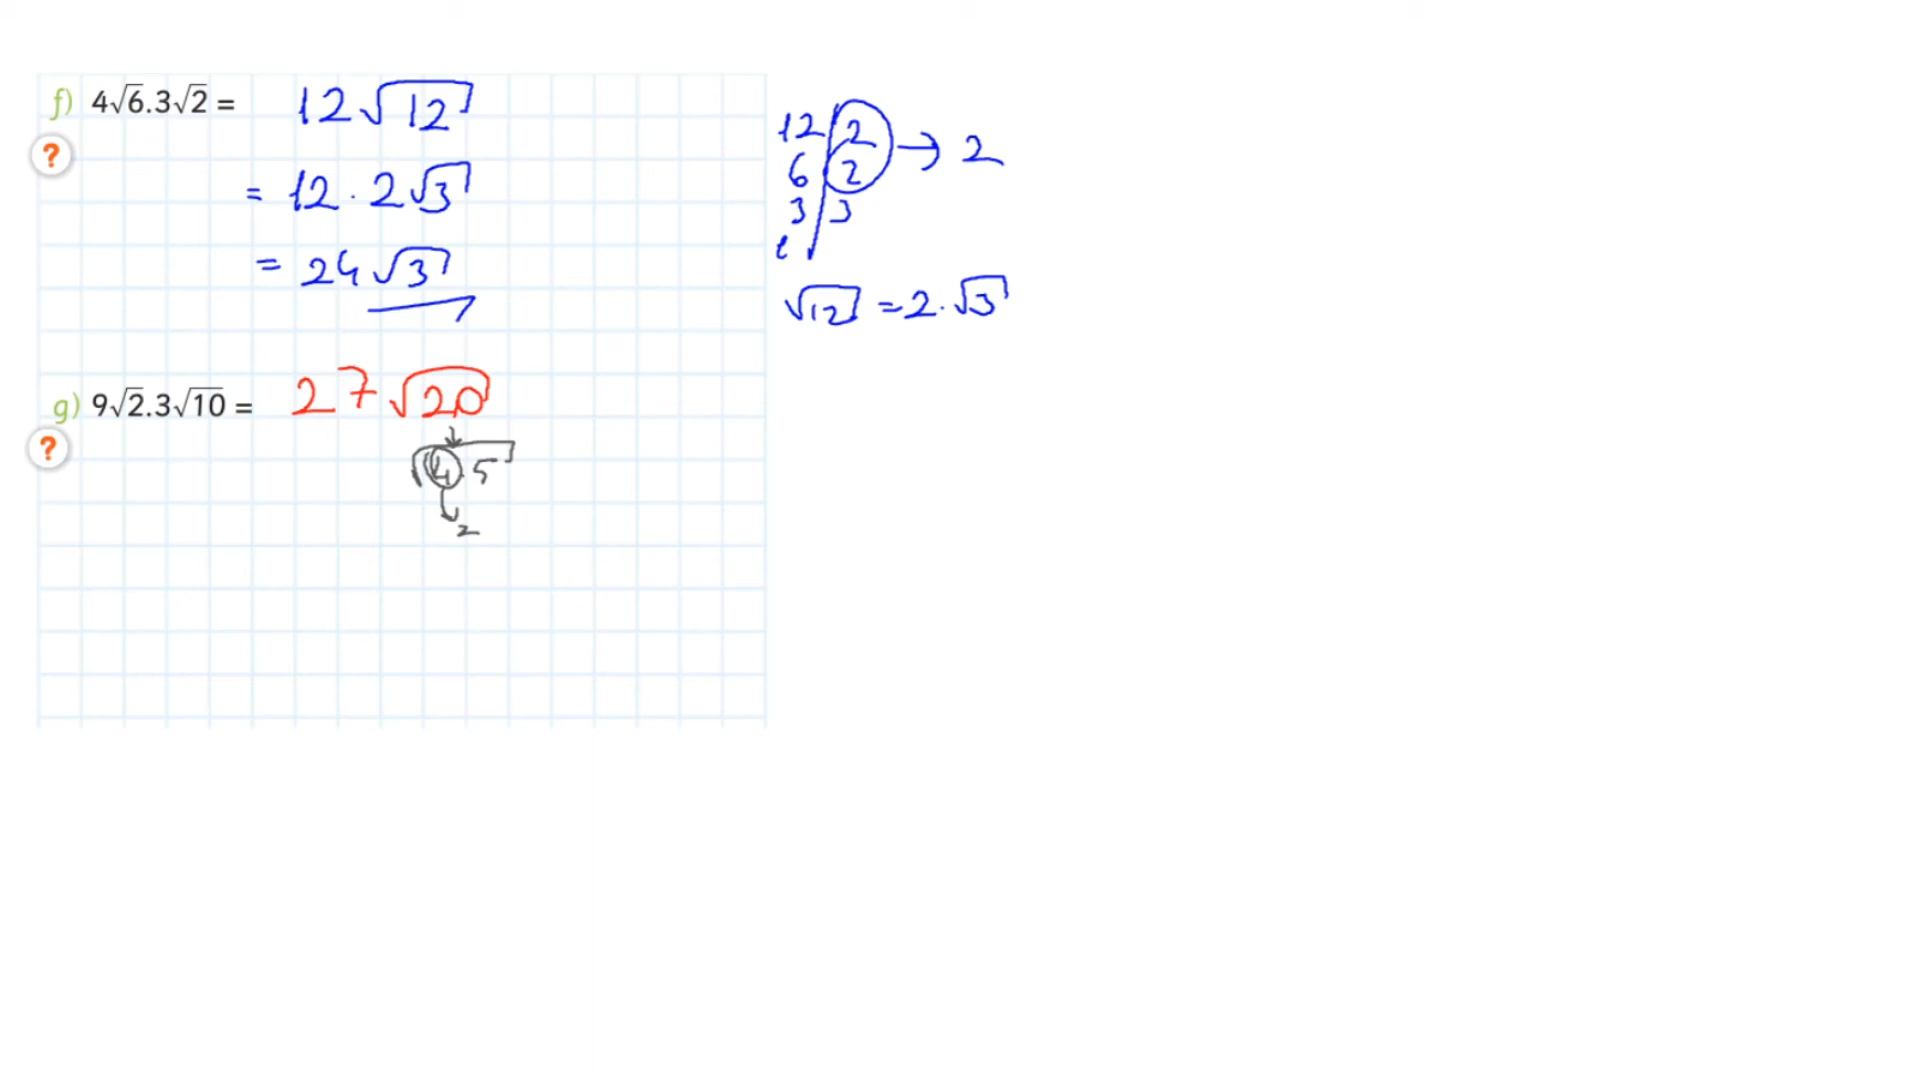 f) 4√6.3√2 = 12√12
?
= 12 . 2√3
= 24√3
12 2 → 2
6 2
3 3
1
√12 = 2.√3
g) 9√2.3√10 = 27√20
?
√4.5
2